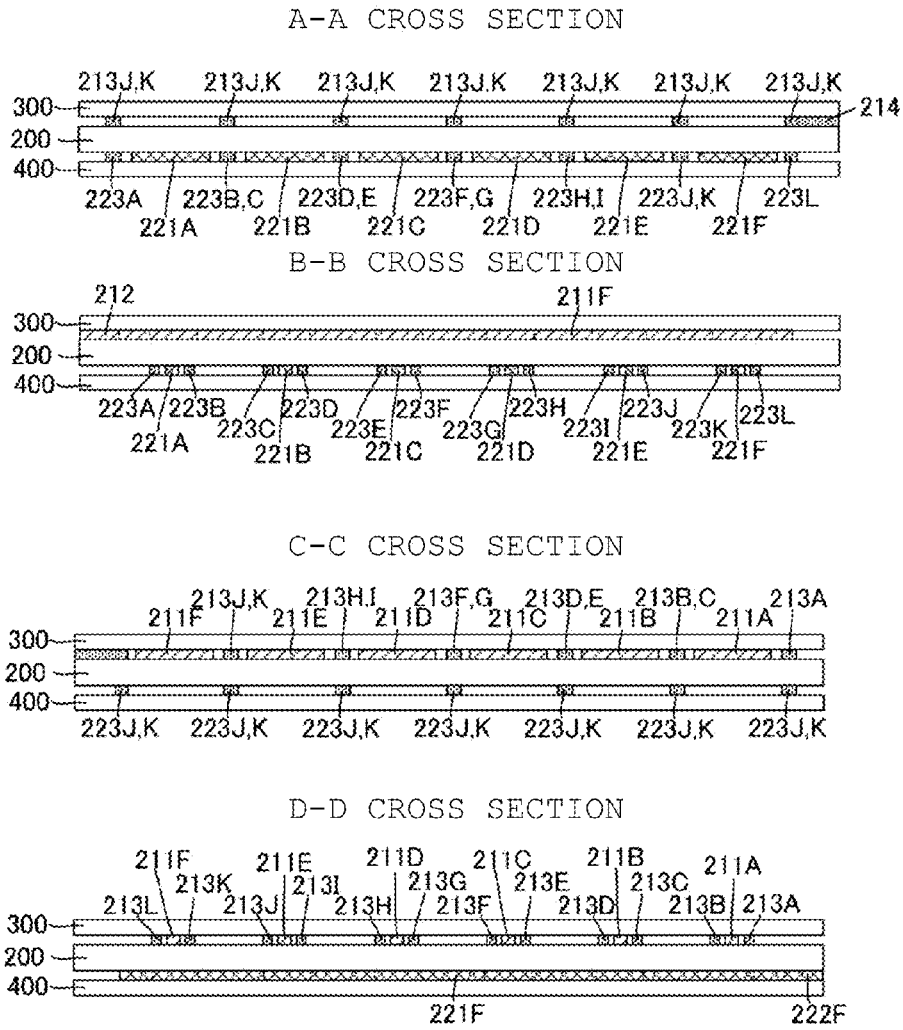 A-A CROSS SECTION
213J,K 213J,K 213J,K 213J,K 213J,K 213J,K 213J,K
300
214
200
400
223A 223B,C 223D,E 223F,G 223H,I 223J,K 223L
221A 221B 221C 221D 221E 221F
B-B CROSS SECTION
212 211F
300
200
400
223A 223B 223C 223D 223E 223F 223G 223H 223I 223J 223K 223L
221A 221B 221C 221D 221E 221F
C-C CROSS SECTION
213J,K 213H,I 213F,G 213D,E 213B,C 213A
211F 211E 211D 211C 211B 211A
300
200
400
223J,K 223J,K 223J,K 223J,K 223J,K 223J,K 223J,K
D-D CROSS SECTION
211F 211E 211D 211C 211B 211A
213L 213K 213J 213I 213H 213G 213F 213E 213D 213C 213B 213A
300
200
400
221F 222F